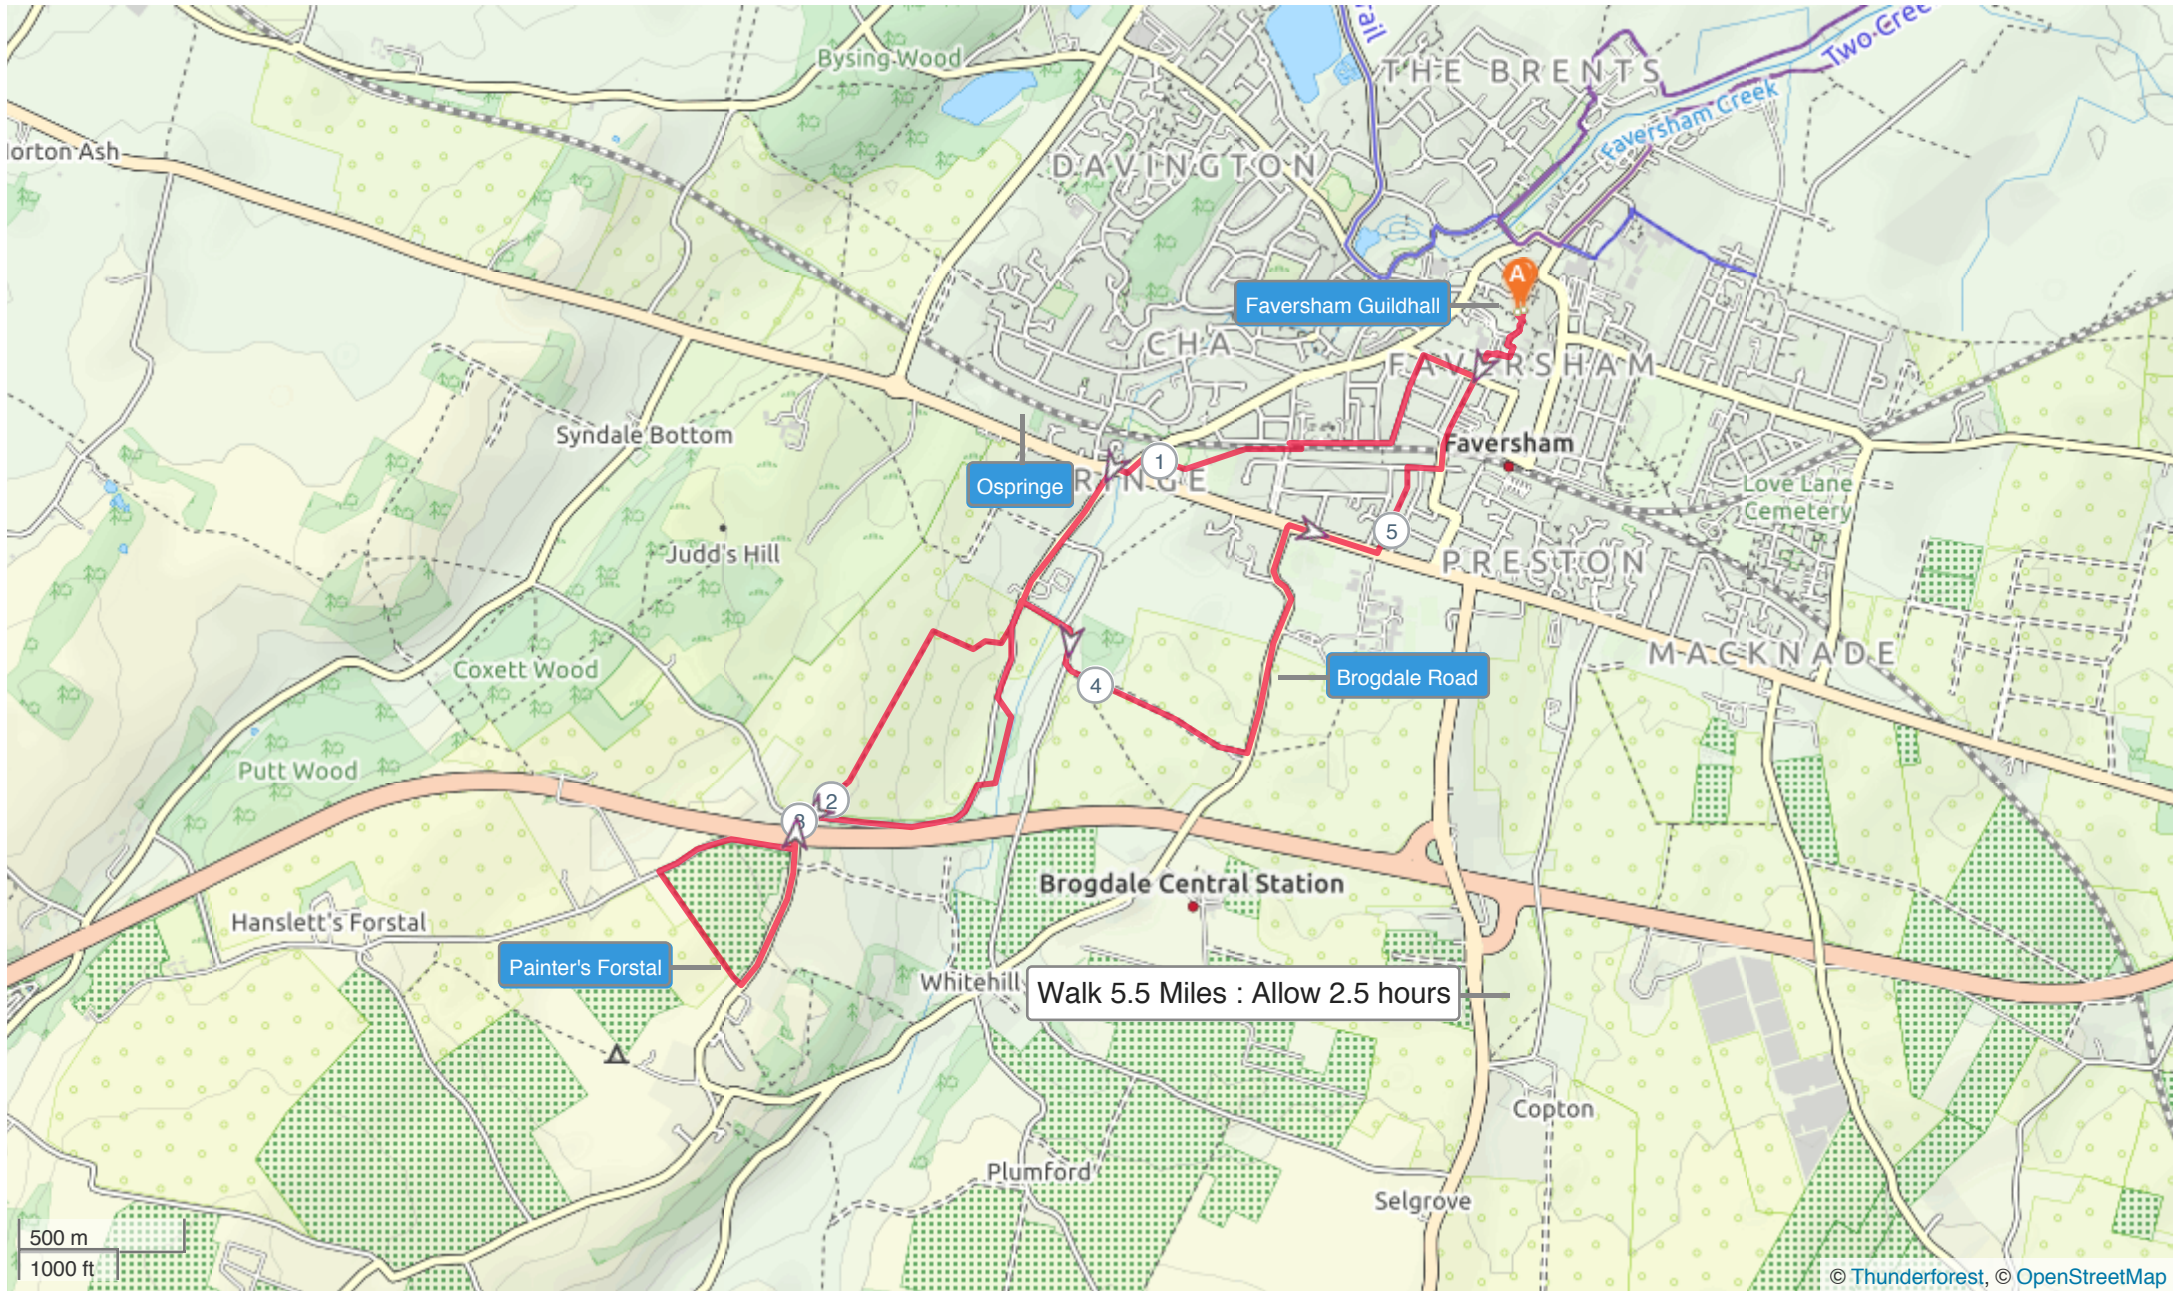 rail
Two Cree
Bysing Wood
THE BRENTS
Faversham Creek
orton Ash
DAVINGTON
A
Faversham Guildhall
CHA
FAVERSHAM
Syndale Bottom
Faversham
1
Ospringe
RINGE
Love Lane
Cemetery
5
Judd's Hill
PRESTON
MACKNADE
Coxett Wood
4
Brogdale Road
Putt Wood
2
3
Brogdale Central Station
Hanslett's Forstal
Painter's Forstal
Whitehill
Walk 5.5 Miles : Allow 2.5 hours
Copton
Plumford
Selgrove
500 m
1000 ft
© Thunderforest, © OpenStreetMap